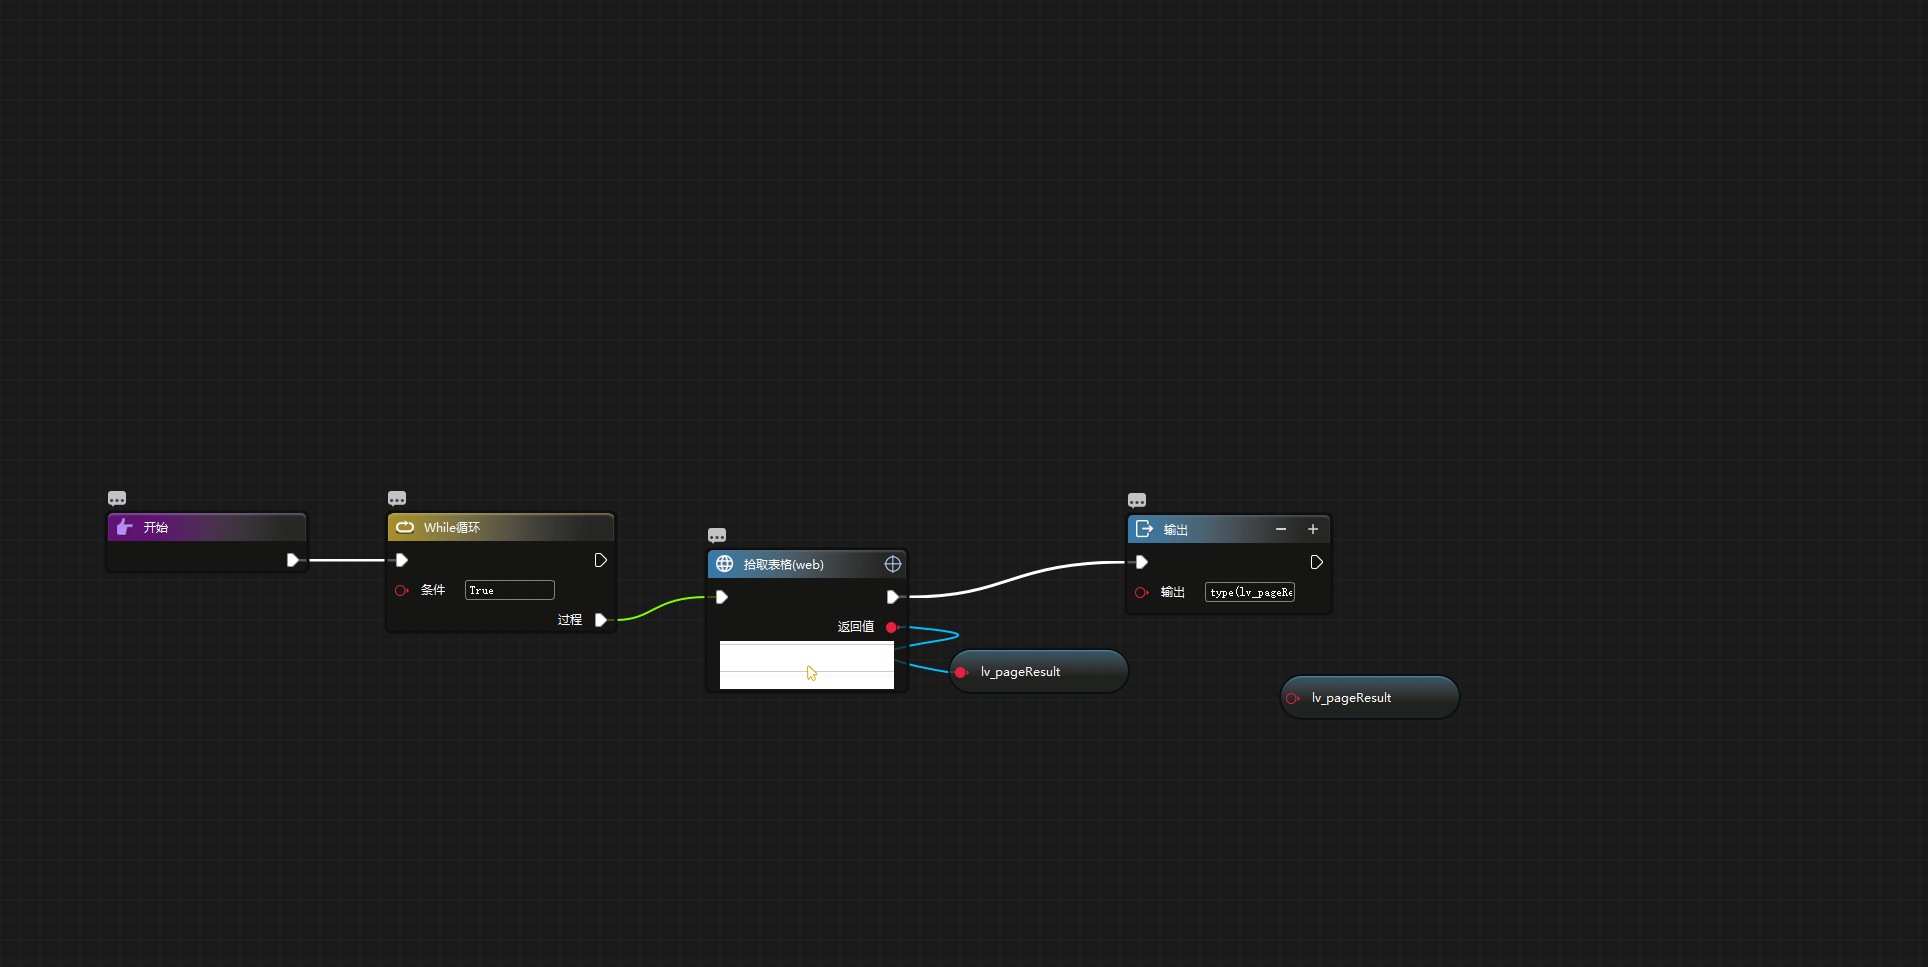 开始
While循环
条件 True
过程
拾取表格(web)
返回值
lv_pageResult
输出
输出 type(lv_pageRe
lv_pageResult